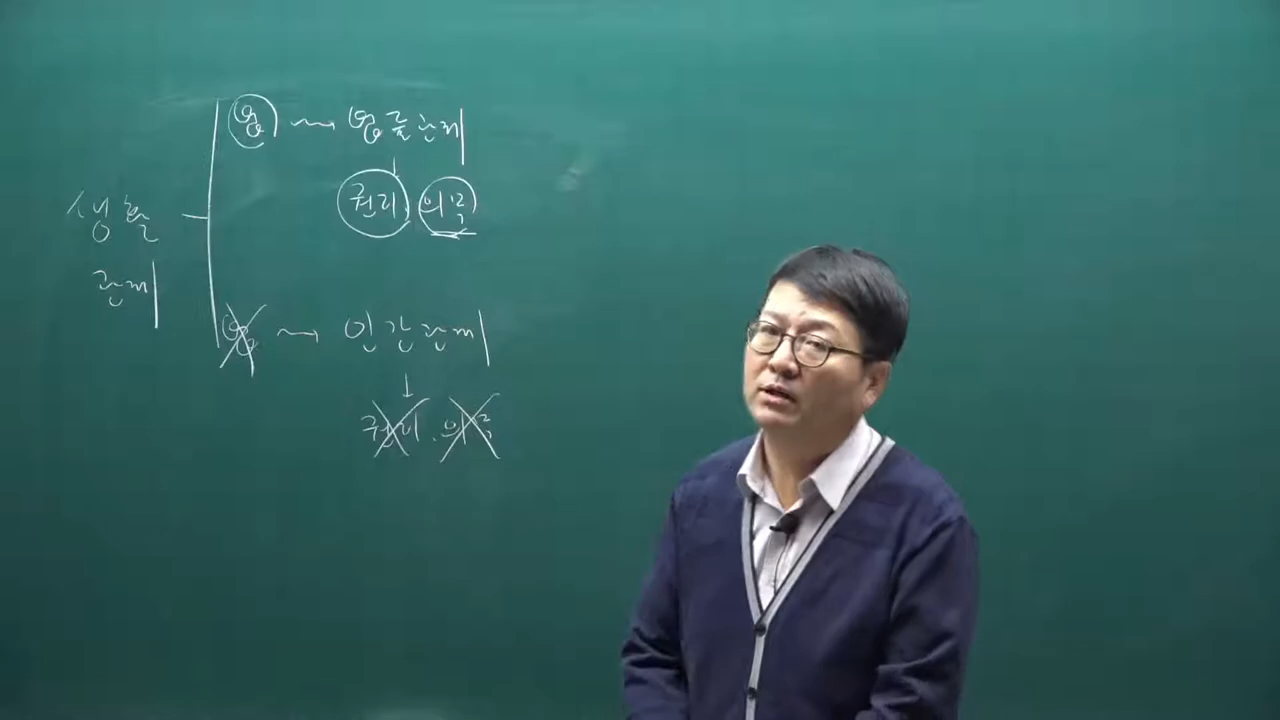 법 → 법률관계
권리 의무
생활
관계
법 → 인간관계
↓
권리 . 의무